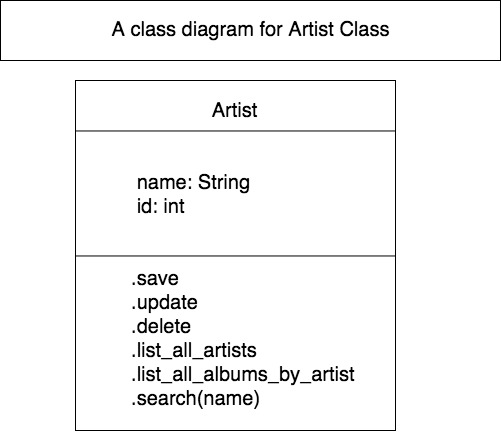 A class diagram for Artist Class
Artist
name: String
id: int
.save
.update
.delete
.list_all_artists
.list_all_albums_by_artist
.search(name)